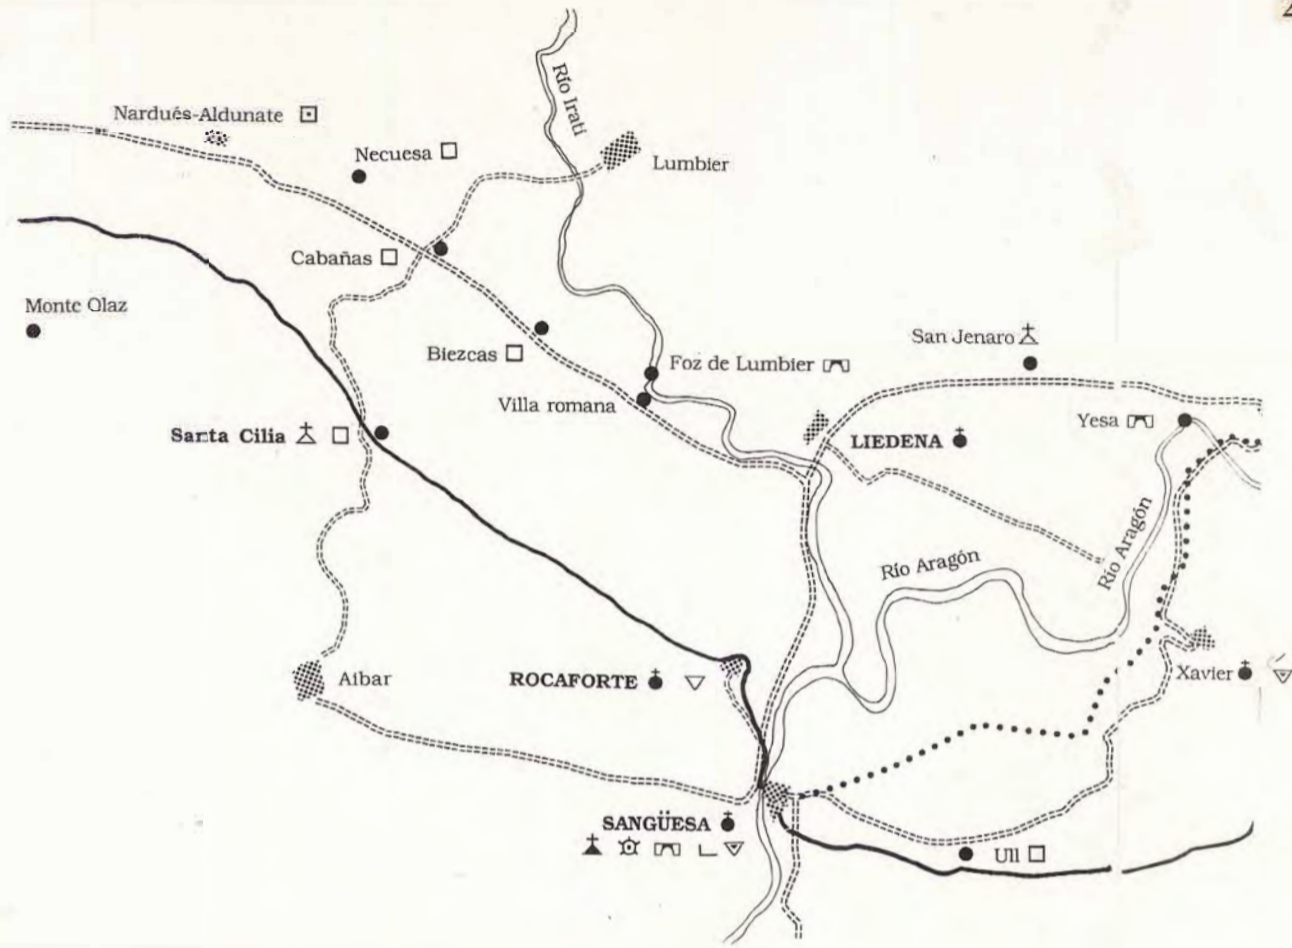 Río Irati
Nardués-Aldunate
Necuesa
Lumbier
Cabañas
Monte Olaz
San Jenaro
Biezcas
Foz de Lumbier
Villa romana
Yesa
Santa Cilia
LIEDENA
Río Aragón
Río Aragón
Aibar
ROCAFORTE
Xavier
SANGÜESA
Ull